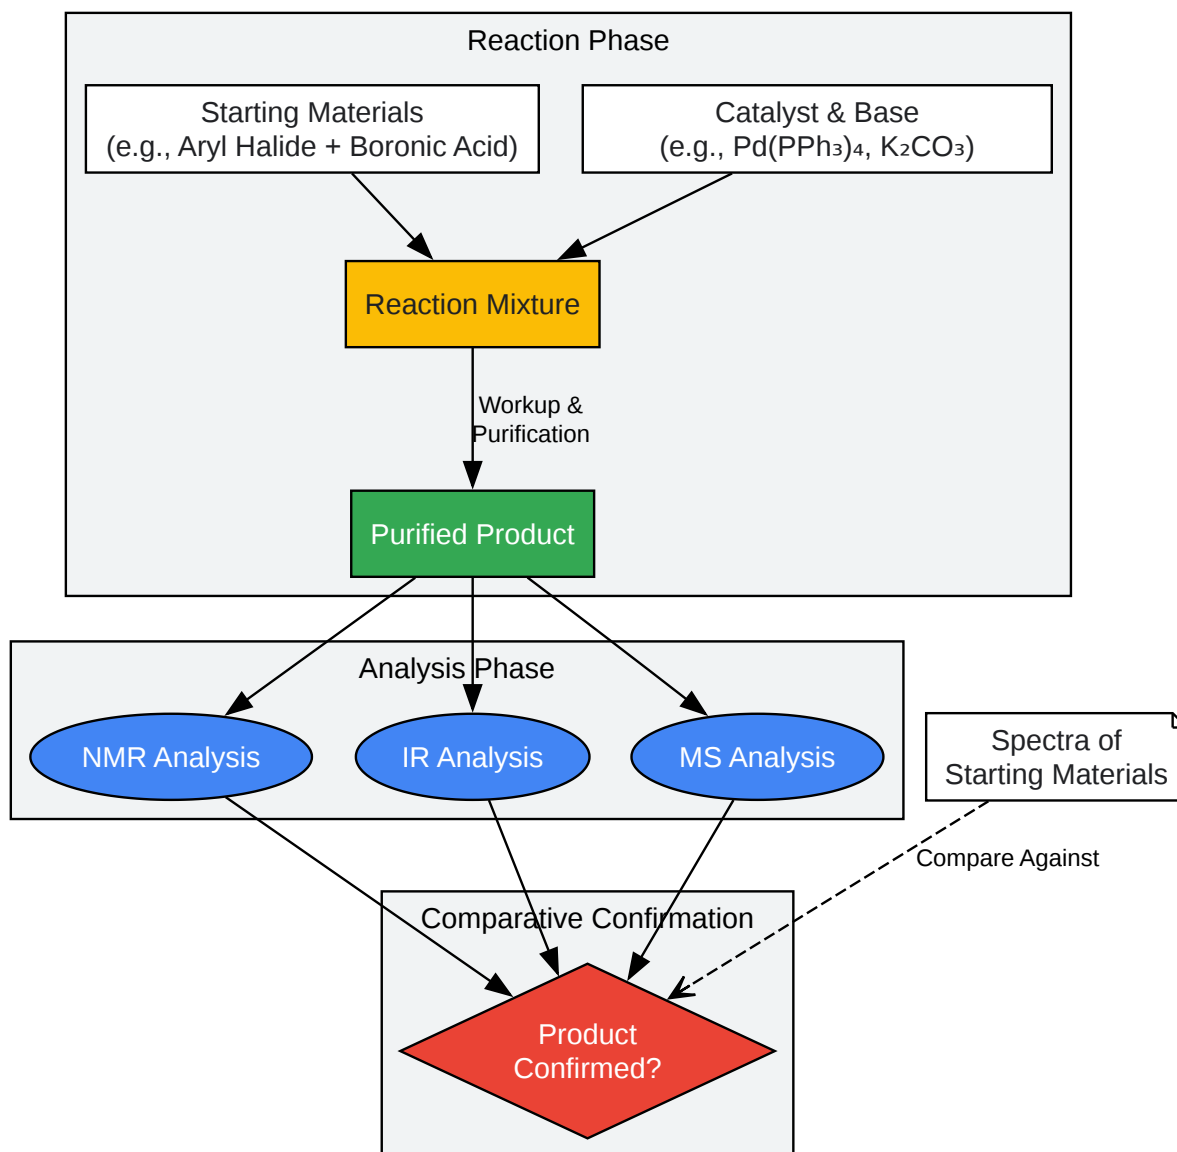 Reaction Phase
Starting Materials
(e.g., Aryl Halide + Boronic Acid)
Catalyst & Base
(e.g., Pd(PPh₃)₄, K₂CO₃)
Reaction Mixture
Workup &
Purification
Purified Product
Analysis Phase
NMR Analysis
IR Analysis
MS Analysis
Spectra of
Starting Materials
Compare Against
Comparative Confirmation
Product
Confirmed?